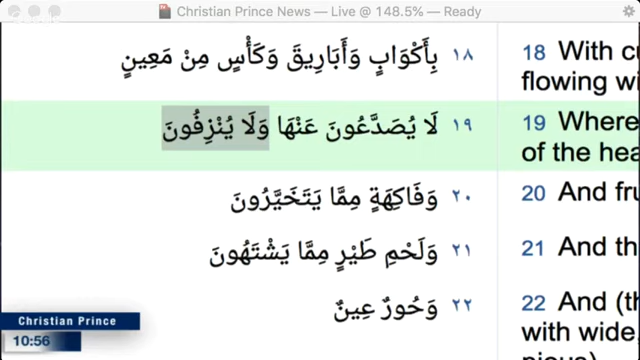 Christian Prince News — Live @ 148.5% — Ready
بِأَكْوَابٍ وَأَبَارِيقَ وَكَأْسٍ مِنْ مَعِينٍ ١٨
18 With cu
flowing wi
لَا يُصَدَّعُونَ عَنْهَا وَلَا يُنْزِفُونَ ١٩
19 Where
of the hea
وَفَاكِهَةٍ مِمَّا يَتَخَيَّرُونَ ٢٠
20 And fru
وَلَحْمِ طَيْرٍ مِمَّا يَشْتَهُونَ ٢١
21 And th
وَحُورٌ عِينٌ ٢٢
22 And (th
with wide
nious)
Christian Prince
10:56